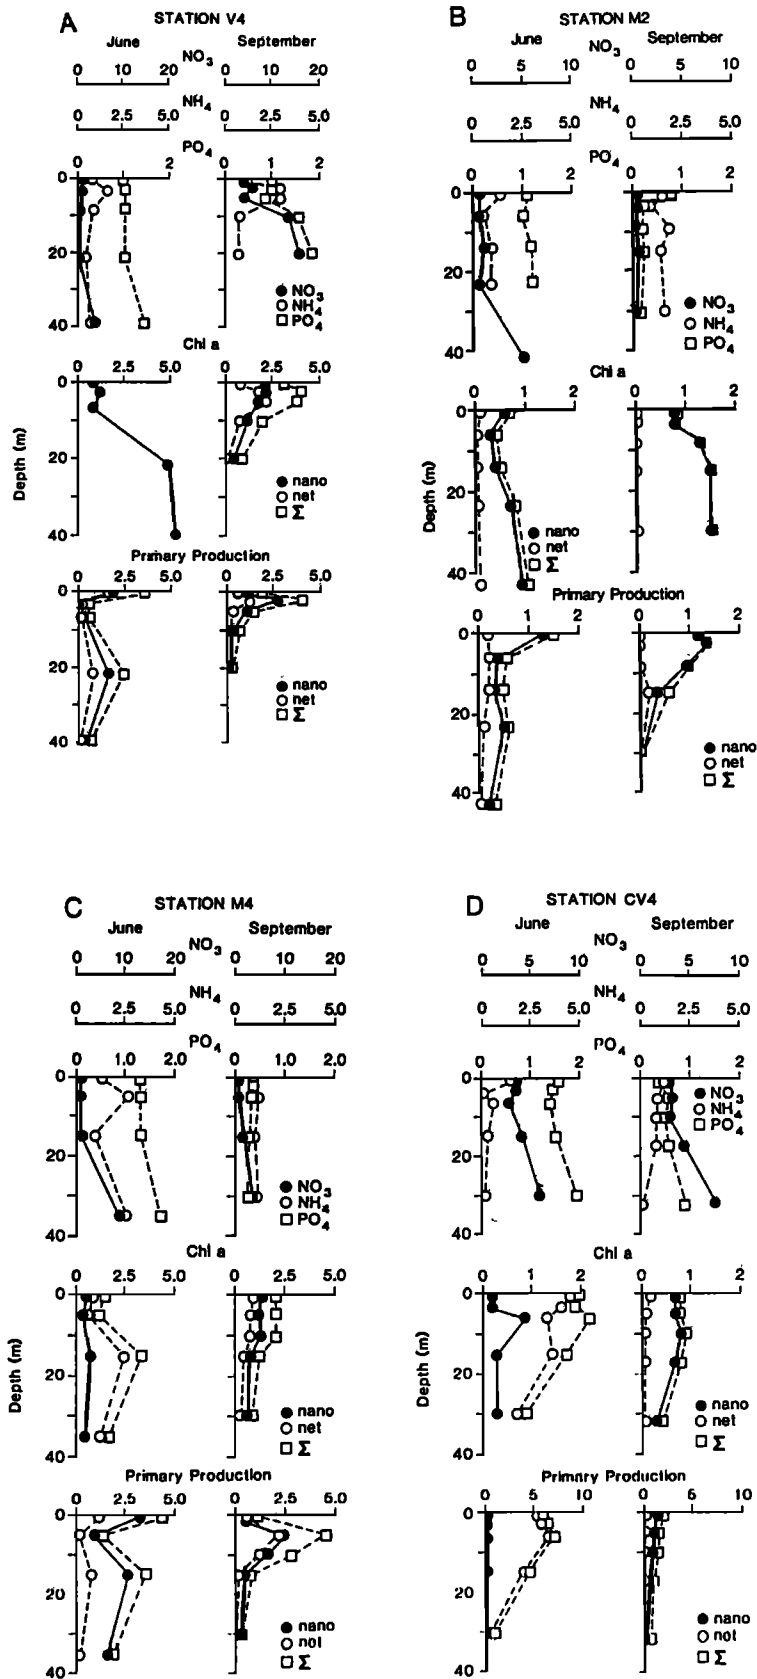 A
STATION V4
June
September
NO3
0 10 20
0 10 20
NH4
0 2.5 5.0
0 2.5 5.0
PO4
0 1 2
0 1 2
0
20
40
NO3
NH4
PO4
Chl a
0 2.5 5.0
0 2.5 5.0
0
20
40
Depth (m)
nano
net
Σ
Primary Production
0 2.5 5.0
0 2.5 5.0
0
20
40
nano
net
Σ
B
STATION M2
June
September
NO3
0 5 10
0 5 10
NH4
0 2.5 5.0
0 2.5 5.0
PO4
0 1 2
0 1 2
0
20
40
NO3
NH4
PO4
Chl a
0 1 2
0 1 2
0
20
40
Depth (m)
nano
net
Σ
Primary Production
0 1 2
0 1 2
0
20
40
nano
net
Σ
C
STATION M4
June
September
NO3
0 10 20
0 10 20
NH4
0 2.5 5.0
0 2.5 5.0
PO4
0 1.0 2.0
0 1.0 2.0
0
20
40
NO3
NH4
PO4
Chl a
0 2.5 5.0
0 2.5 5.0
0
20
40
Depth (m)
nano
net
Σ
Primary Production
0 2.5 5.0
0 2.5 5.0
0
20
40
nano
not
Σ
D
STATION CV4
June
September
NO3
0 5 10
0 5 10
NH4
0 2.5 5.0
0 2.5 5.0
PO4
0 1 2
0 1 2
0
20
40
NO3
NH4
PO4
Chl a
0 1 2
0 1 2
0
20
40
Depth (m)
nano
net
Σ
Primary Production
0 5 10
0 5 10
0
20
40
nano
not
Σ